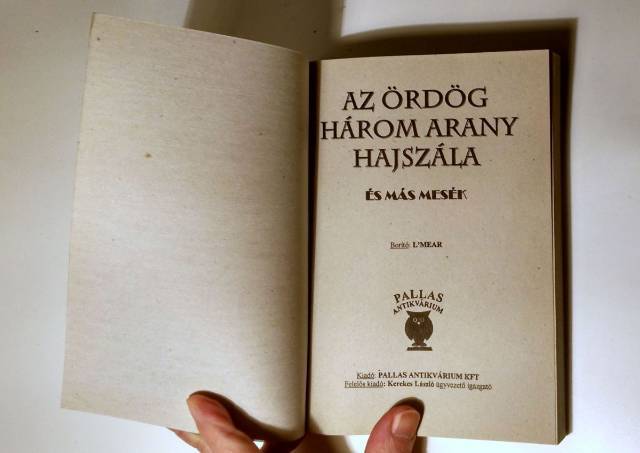 AZ ÖRDÖG
HÁROM ARANY
HAJSZÁLA
ÉS MÁS MESÉK
Borító: L'MEAR
PALLAS
ANTIKVÁRIUM
Kiadó: PALLAS ANTIKVÁRIUM KFT
Felelős kiadó: Kerekes László ügyvezető igazgató